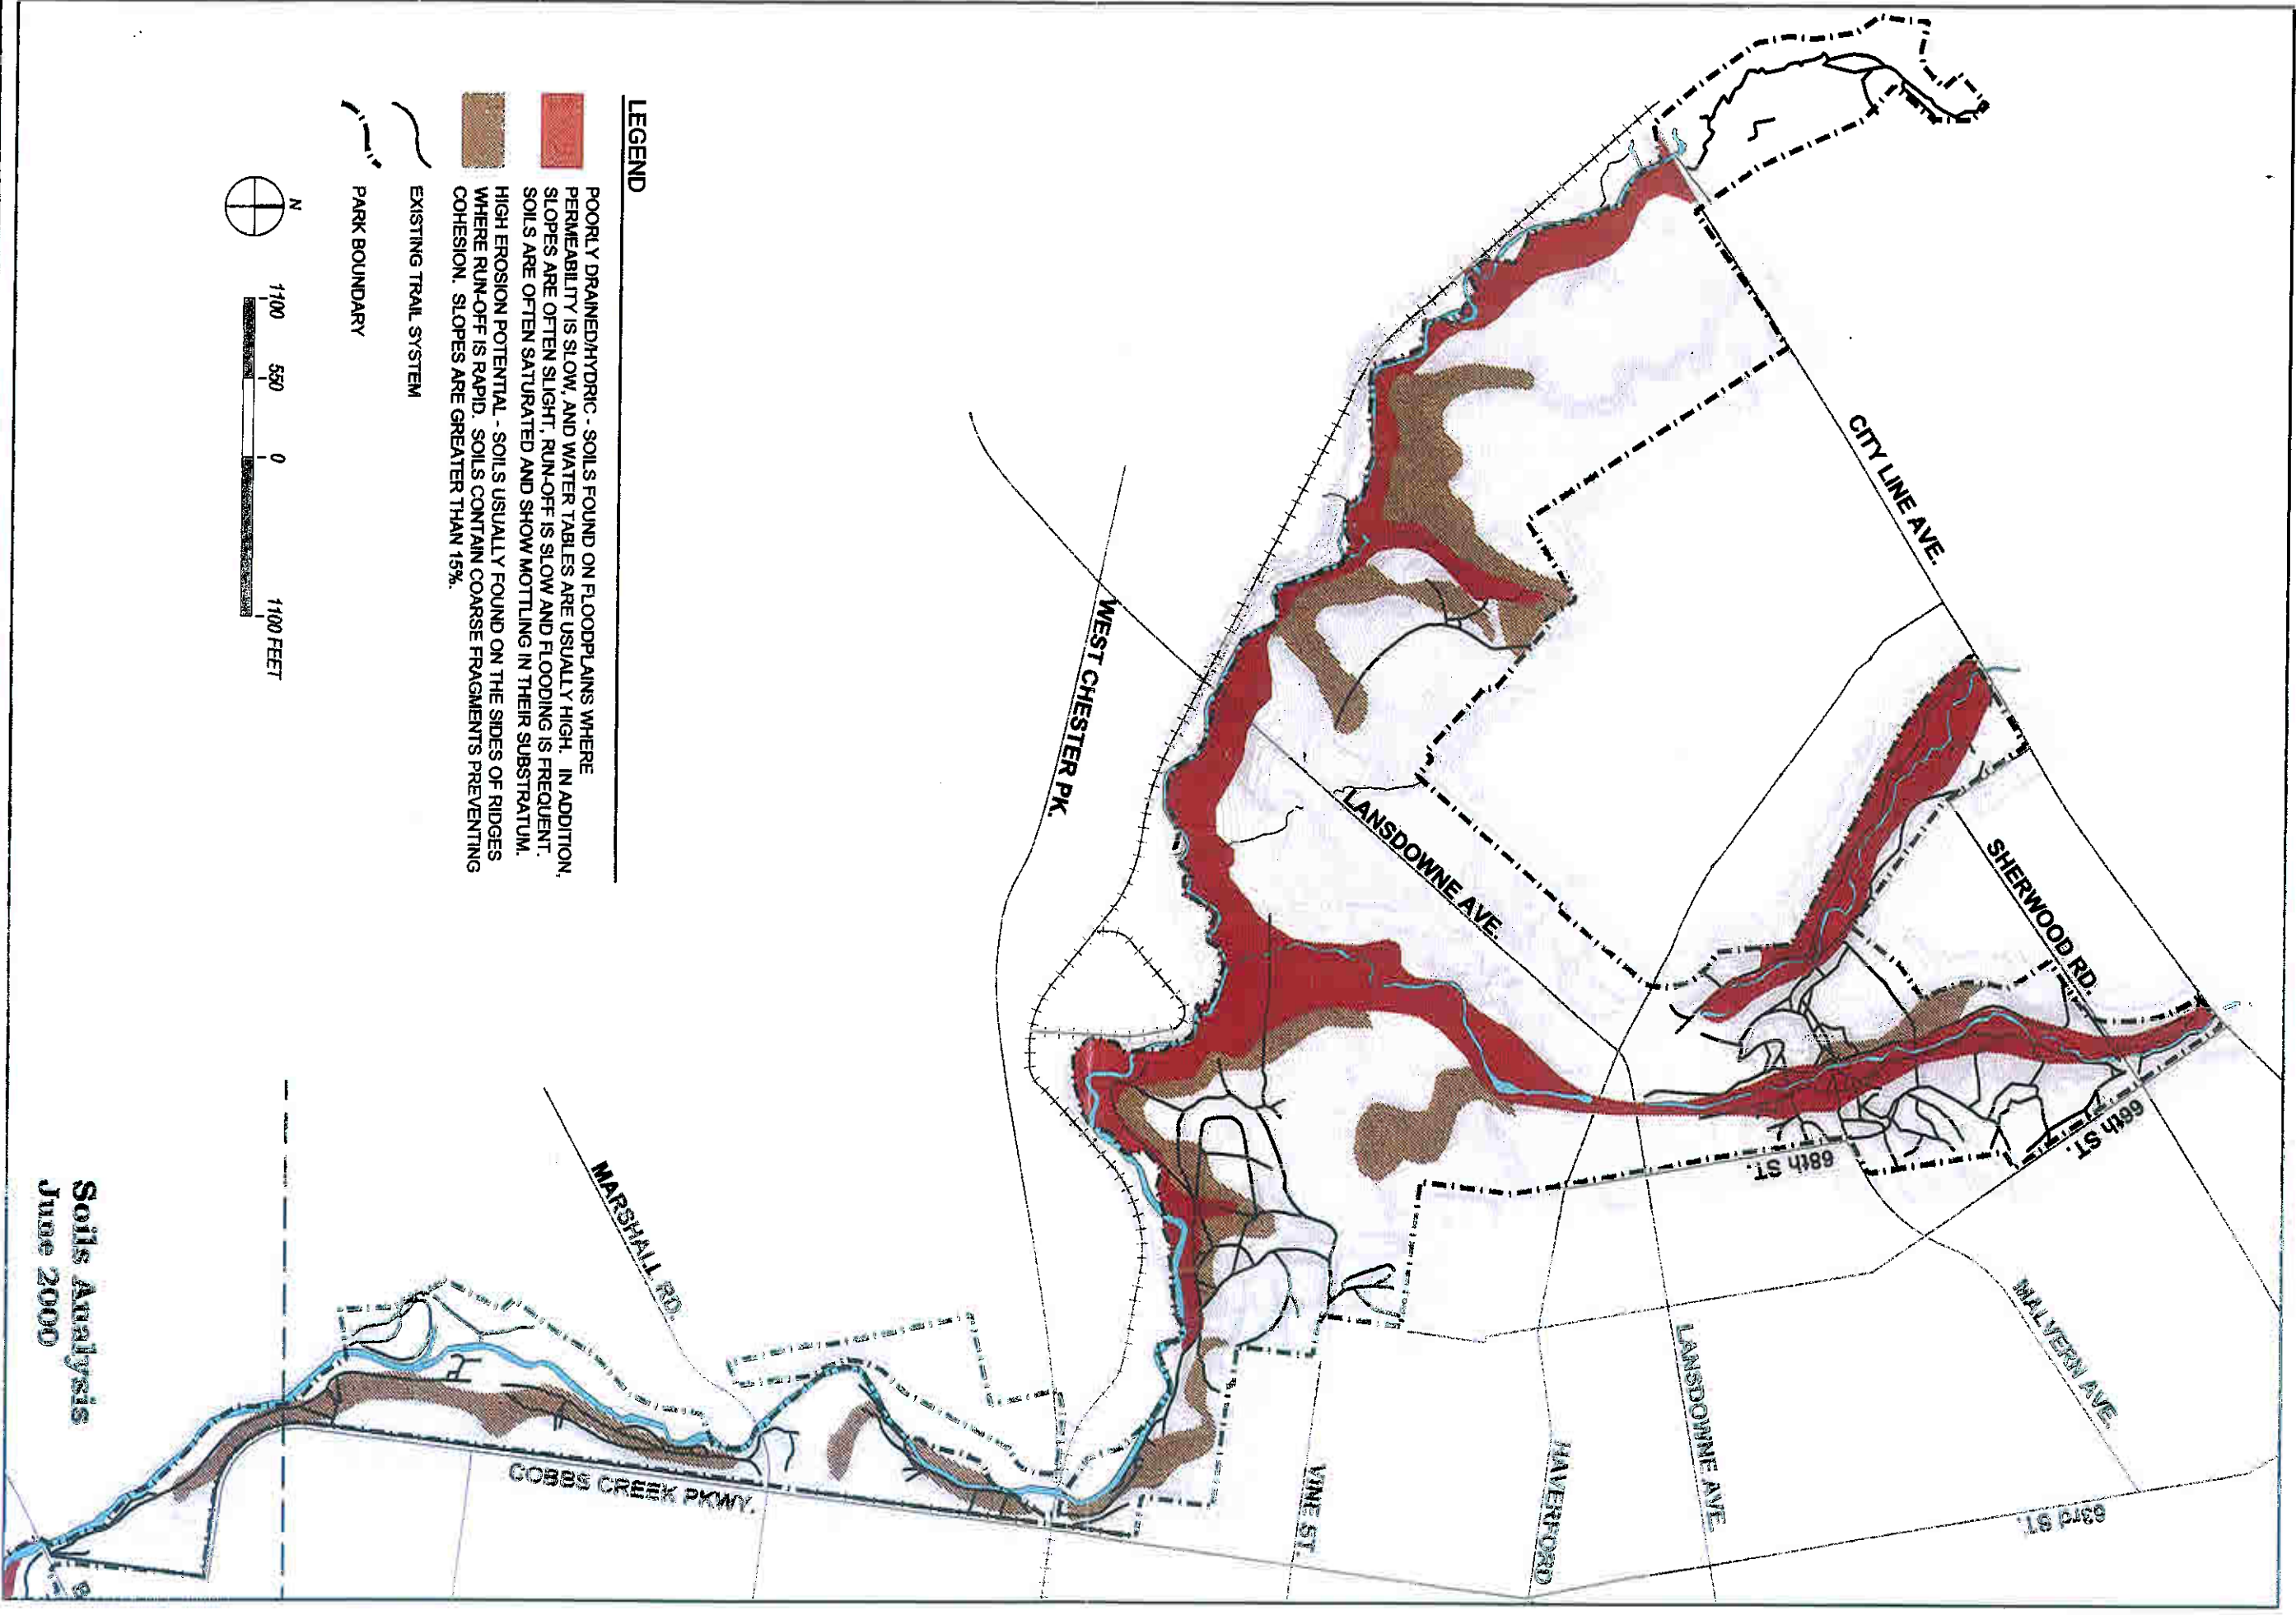 LEGEND
POORLY DRAINED/HYDRIC - SOILS FOUND ON FLOODPLAINS WHERE
PERMEABILITY IS SLOW, AND WATER TABLES ARE USUALLY HIGH. IN ADDITION,
SLOPES ARE OFTEN SLIGHT, RUN-OFF IS SLOW AND FLOODING IS FREQUENT.
SOILS ARE OFTEN SATURATED AND SHOW MOTTLING IN THEIR SUBSTRATUM.
HIGH EROSION POTENTIAL - SOILS USUALLY FOUND ON THE SIDES OF RIDGES
WHERE RUN-OFF IS RAPID. SOILS CONTAIN COARSE FRAGMENTS PREVENTING
COHESION. SLOPES ARE GREATER THAN 15%.
EXISTING TRAIL SYSTEM
PARK BOUNDARY
N
1100 550 0 1100 FEET
CITY LINE AVE.
SHERWOOD RD.
66th ST.
68th ST.
MALVERN AVE.
63rd ST.
LANSDOWNE AVE.
LANSDOWNE AVE.
HAVERFORD
VINE ST.
WEST CHESTER PK.
MARSHALL RD.
COBBS CREEK PKWY.
Soils Analysis
June 2000